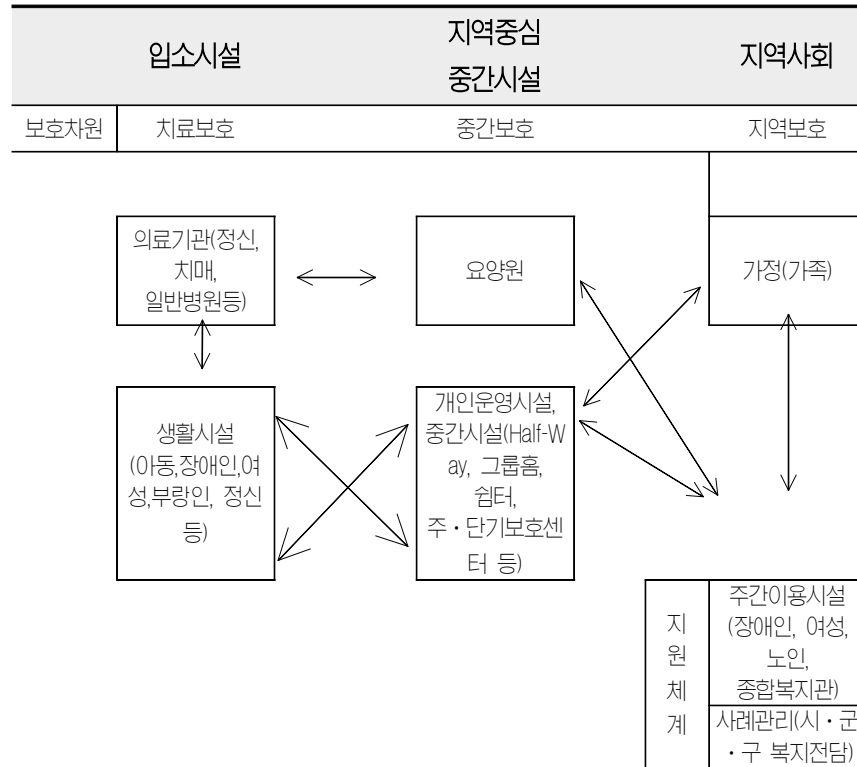 입소시설
지역중심
중간시설
지역사회
보호차원
치료보호
중간보호
지역보호
의료기관(정신,
치매,
일반병원등)
요양원
가정(가족)
생활시설
(아동,장애인,여
성,부랑인, 정신
등)
개인운영시설,
중간시설(Half-W
ay, 그룹홈,
쉼터,
주・단기보호센
터 등)
지
원
체
계
주간이용시설
(장애인, 여성,
노인,
종합복지관)
사례관리(시・군
・구 복지전담)